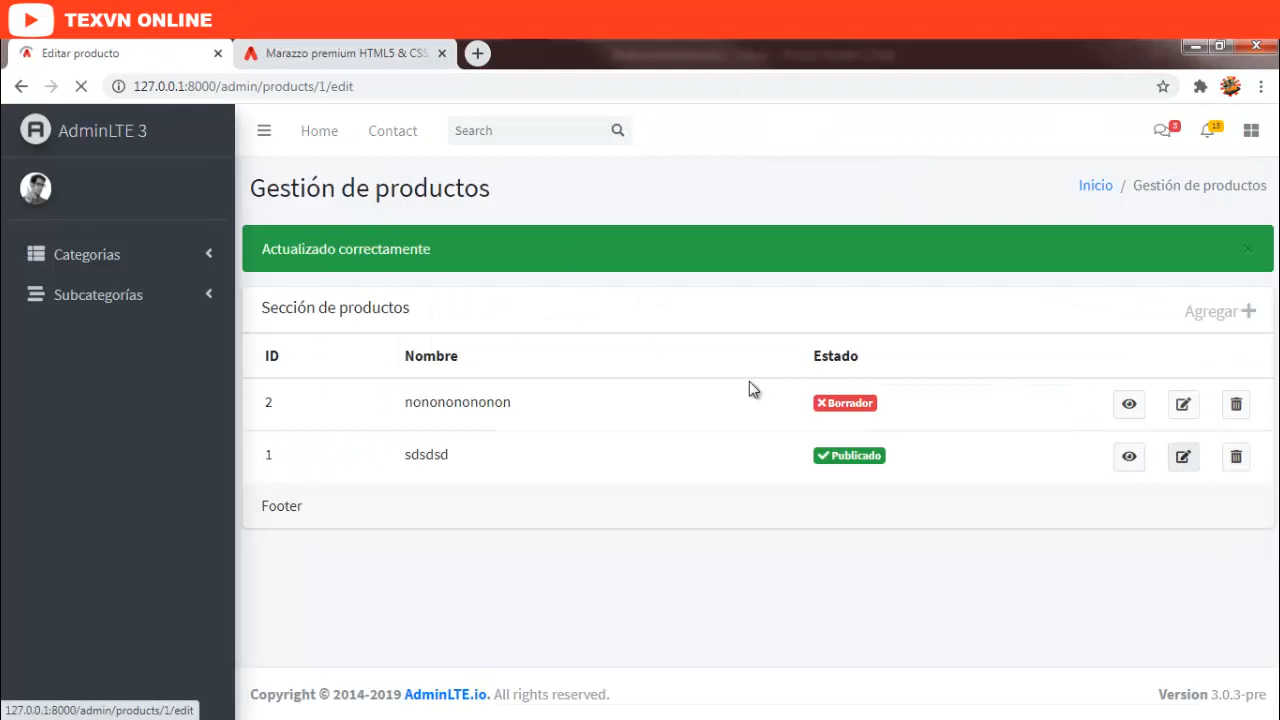 TEXVN ONLINE
Editar producto
Marazzo premium HTML5 & CSS
127.0.0.1:8000/admin/products/1/edit
AdminLTE 3
Home
Contact
Search
5
15
Gestión de productos
Inicio / Gestión de productos
Categorias
Subcategorías
Actualizado correctamente
×
Sección de productos
Agregar
ID
Nombre
Estado
2
nonononononon
Borrador
1
sdsdsd
Publicado
Footer
Copyright © 2014-2019 AdminLTE.io. All rights reserved.
Version 3.0.3-pre
127.0.0.1:8000/admin/products/1/edit